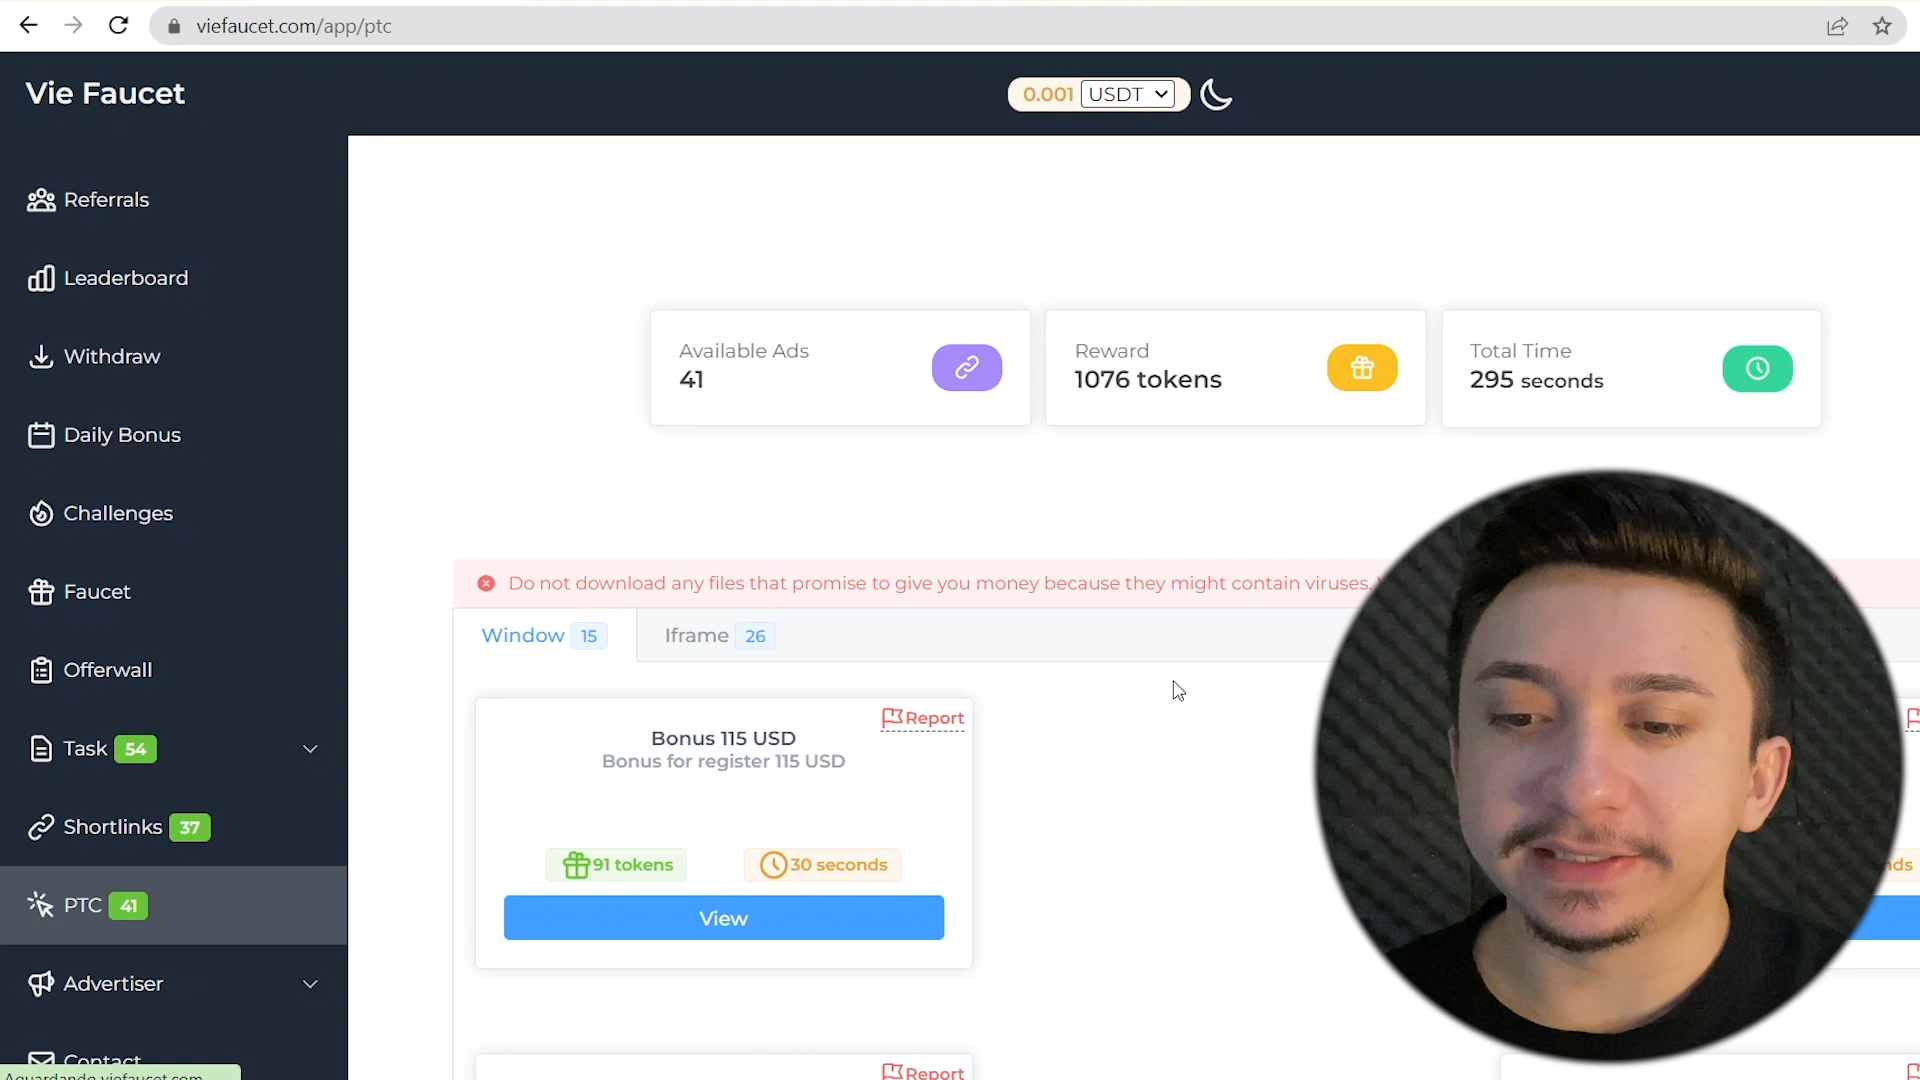 viefaucet.com/app/ptc
Vie Faucet
0.001 USDT
Referrals
Leaderboard
Withdraw
Daily Bonus
Challenges
Faucet
Offerwall
Task 54
Shortlinks 37
PTC 41
Advertiser
Contact
Aguardando viefaucet.com
Available Ads
41
Reward
1076 tokens
Total Time
295 seconds
Do not download any files that promise to give you money because they might contain viruses.
Window 15
Iframe 26
Report
Bonus 115 USD
Bonus for register 115 USD
91 tokens
30 seconds
View
Report